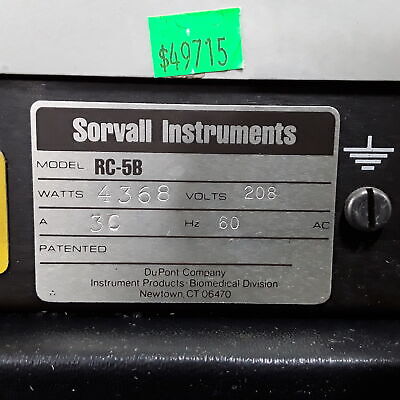 $49715
Sorvall Instruments
MODEL RC-5B
WATTS 4368 VOLTS 208
A 30 Hz 60 AC
PATENTED
DuPont Company
Instrument Products Biomedical Division
Newtown, CT 06470